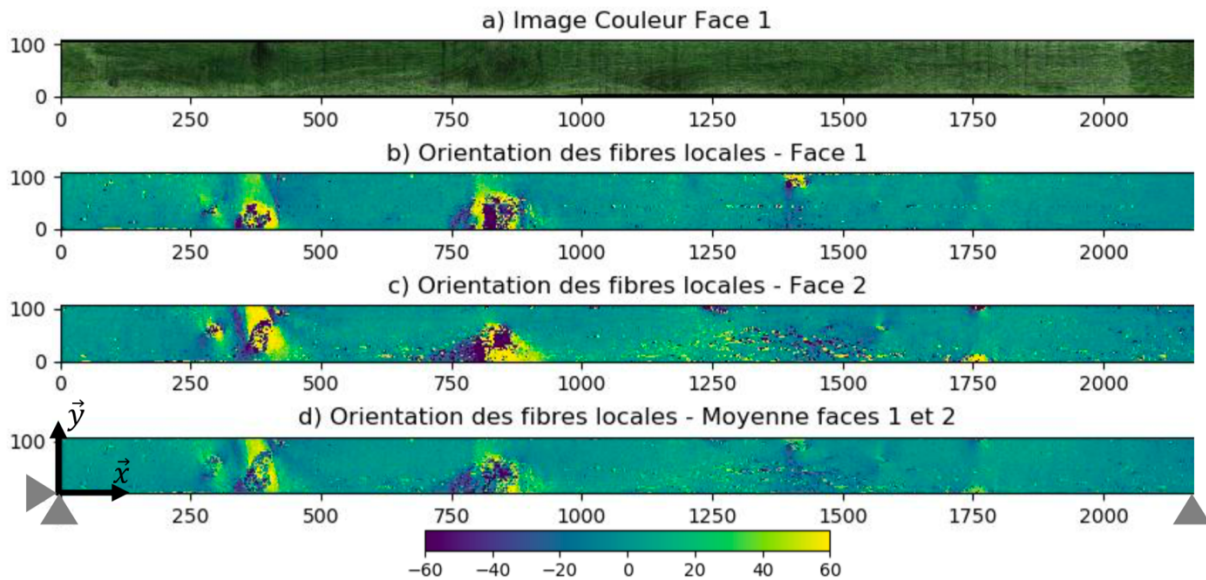 a) Image Couleur Face 1
100
0
0 250 500 750 1000 1250 1500 1750 2000
b) Orientation des fibres locales - Face 1
100
0
0 250 500 750 1000 1250 1500 1750 2000
c) Orientation des fibres locales - Face 2
100
0
0 250 500 750 1000 1250 1500 1750 2000
d) Orientation des fibres locales - Moyenne faces 1 et 2
y⃗
100
x⃗
250 500 750 1000 1250 1500 1750 2000
−60 −40 −20 0 20 40 60